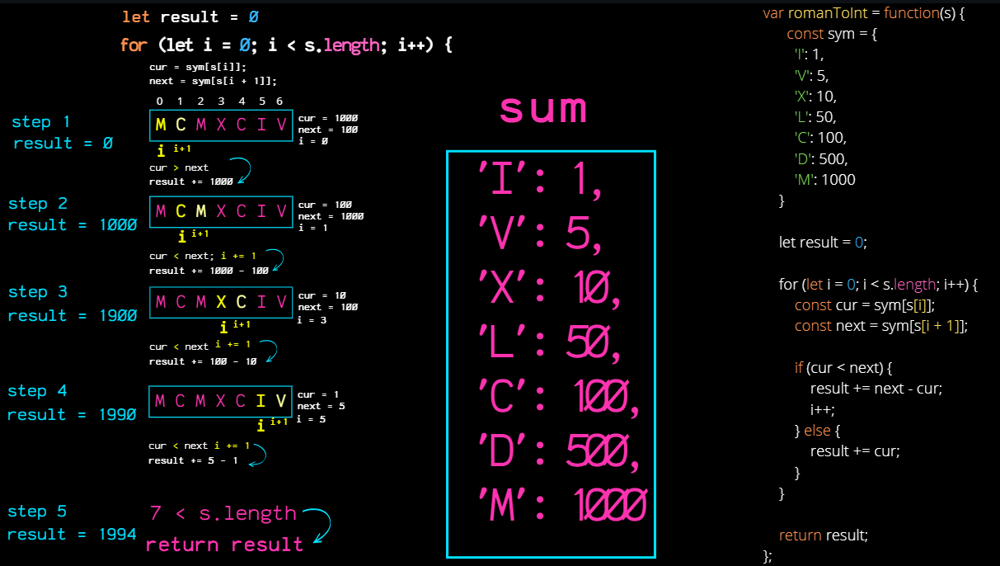 let result = 0
for (let i = 0; i < s.length; i++) {
cur = sym[s[i]];
next = sym[s[i + 1]];
0 1 2 3 4 5 6
step 1
result = 0
M C M X C I V
cur = 1000
next = 100
i = 0
i i+1
cur > next
result += 1000
step 2
result = 1000
M C M X C I V
cur = 100
next = 1000
i = 1
i i+1
cur < next; i += 1
result += 1000 - 100
step 3
result = 1900
M C M X C I V
cur = 10
next = 100
i = 3
i i+1
cur < next i += 1
result += 100 - 10
step 4
result = 1990
M C M X C I V
cur = 1
next = 5
i = 5
i i+1
cur < next i += 1
result += 5 - 1
step 5
result = 1994
7 < s.length
return result
sum
'I': 1,
'V': 5,
'X': 10,
'L': 50,
'C': 100,
'D': 500,
'M': 1000
var romanToInt = function(s) {
const sym = {
'I': 1,
'V': 5,
'X': 10,
'L': 50,
'C': 100,
'D': 500,
'M': 1000
}
let result = 0;
for (let i = 0; i < s.length; i++) {
const cur = sym[s[i]];
const next = sym[s[i + 1]];
if (cur < next) {
result += next - cur;
i++;
} else {
result += cur;
}
}
return result;
};